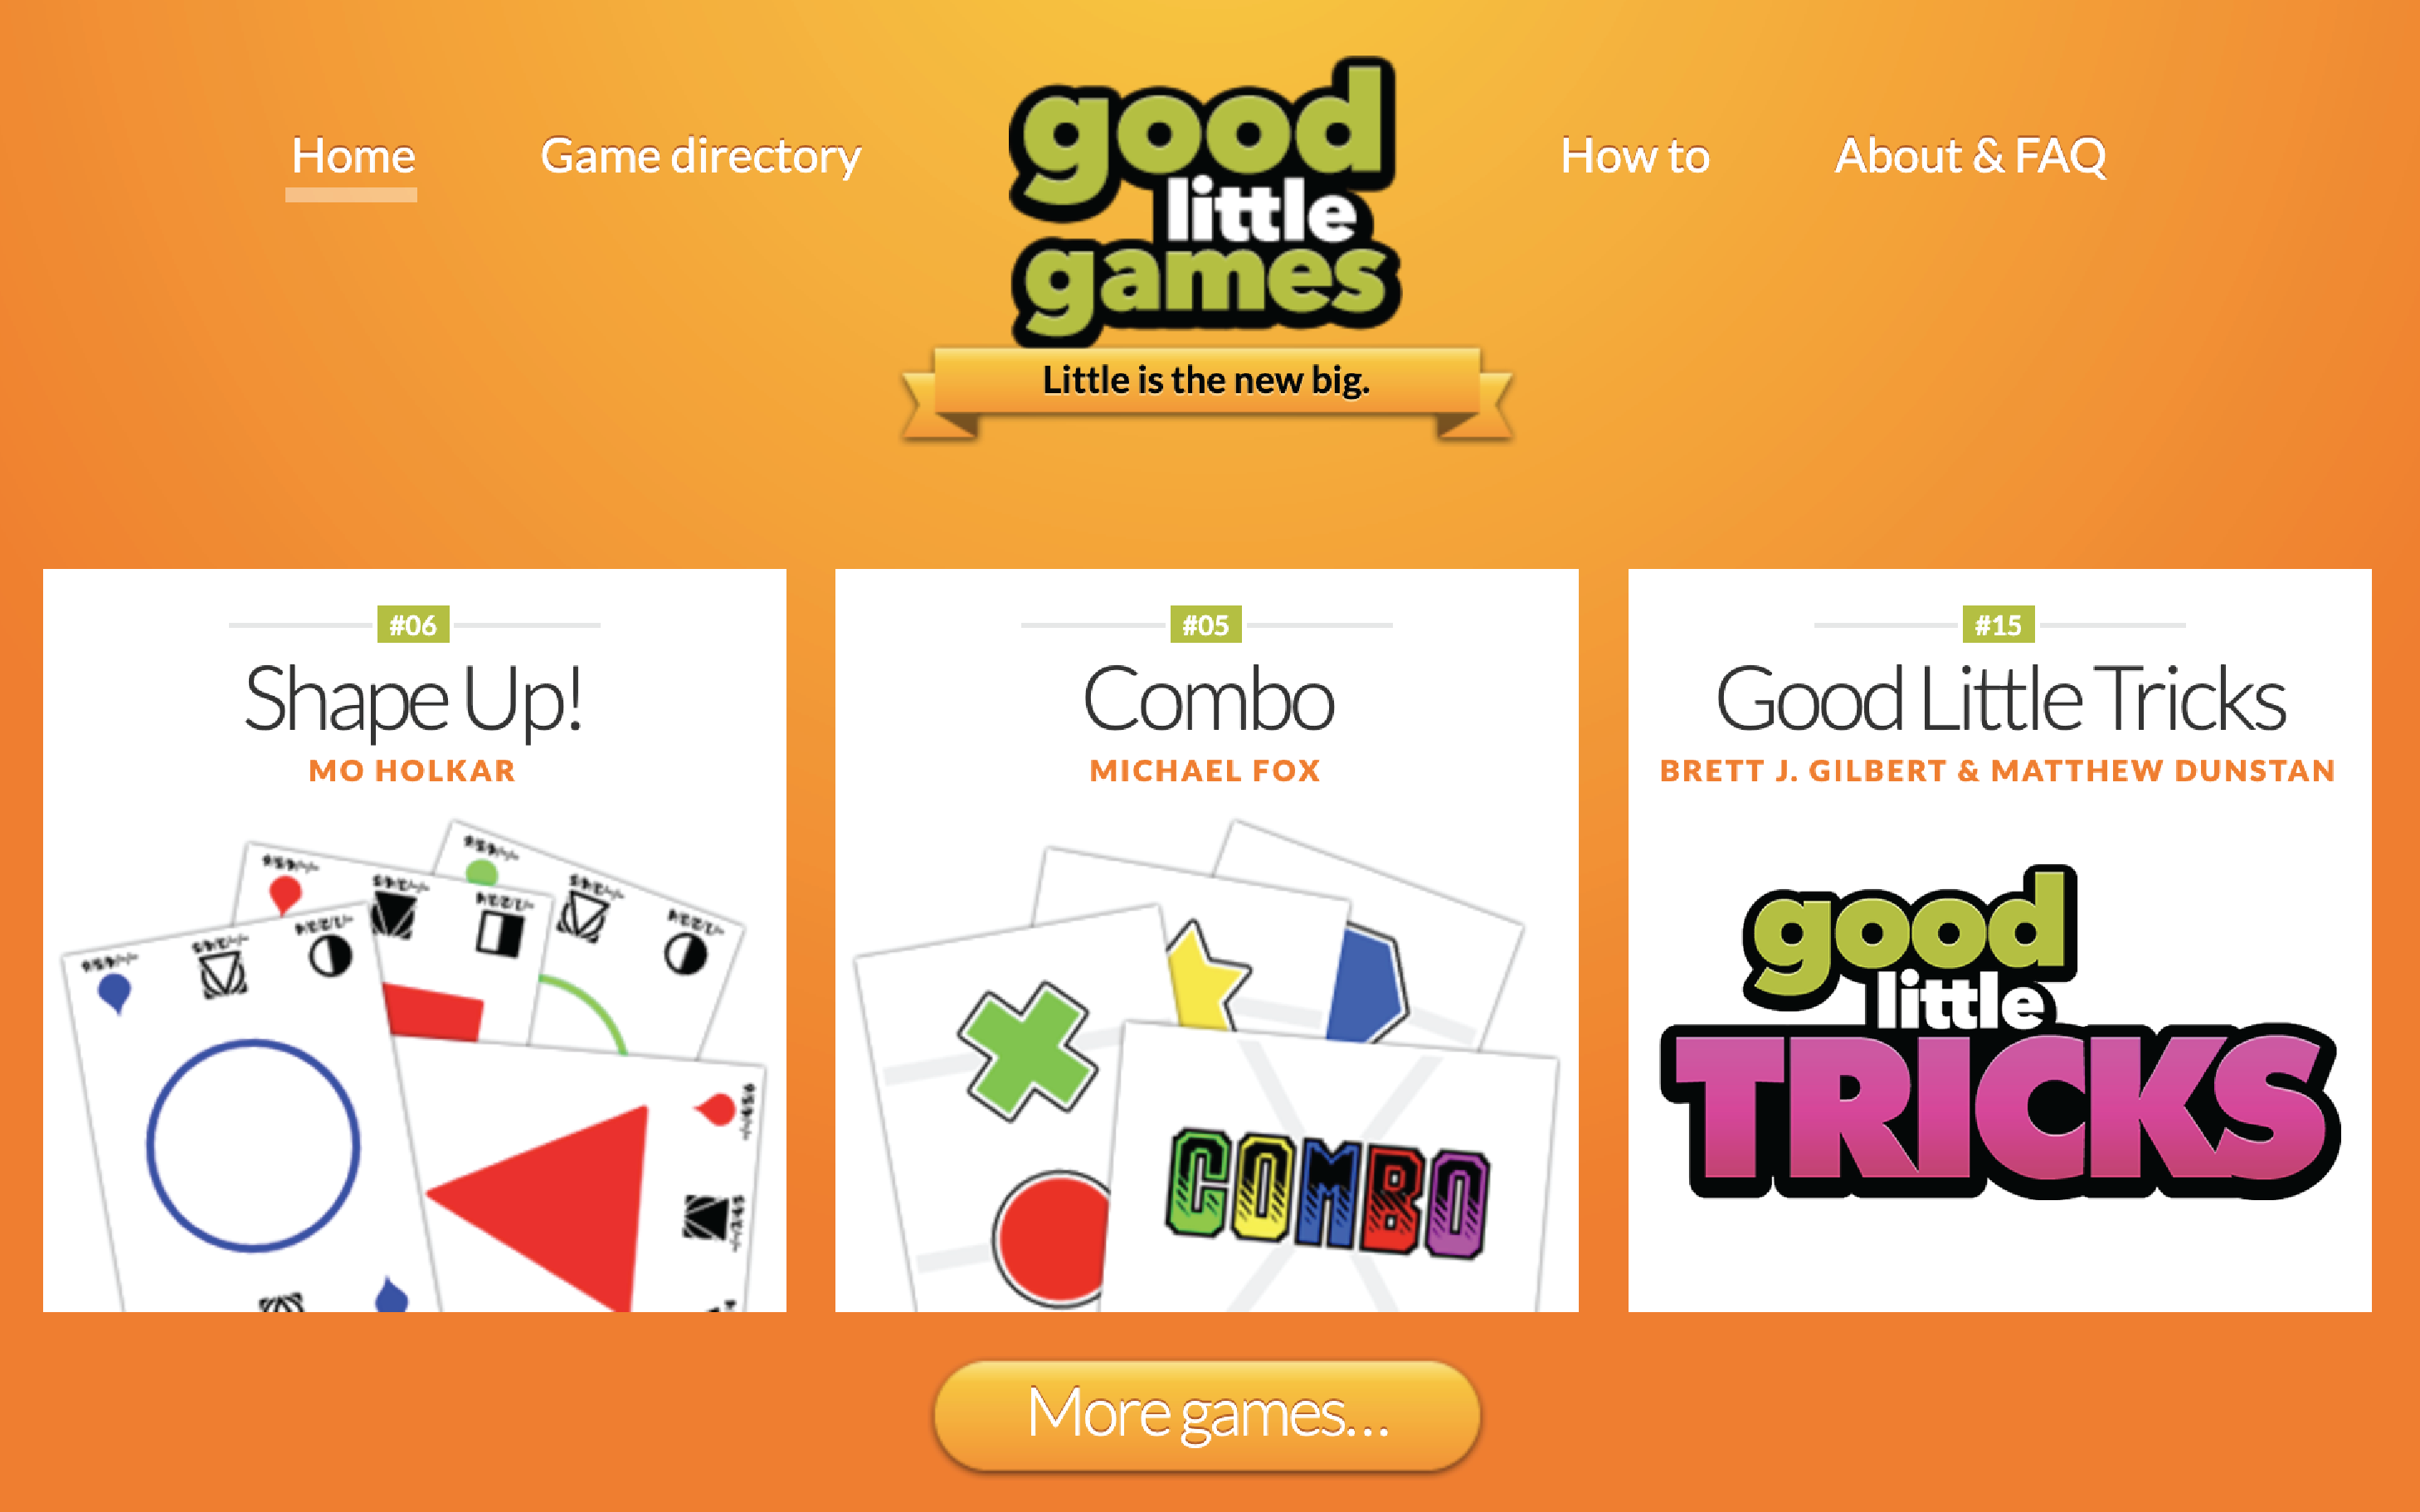 Home
Game directory
good
little
games
How to
About & FAQ
Little is the new big.
#06
Shape Up!
MO HOLKAR
#05
Combo
MICHAEL FOX
COMBO
#15
Good Little Tricks
BRETT J. GILBERT & MATTHEW DUNSTAN
good
little
TRICKS
More games...